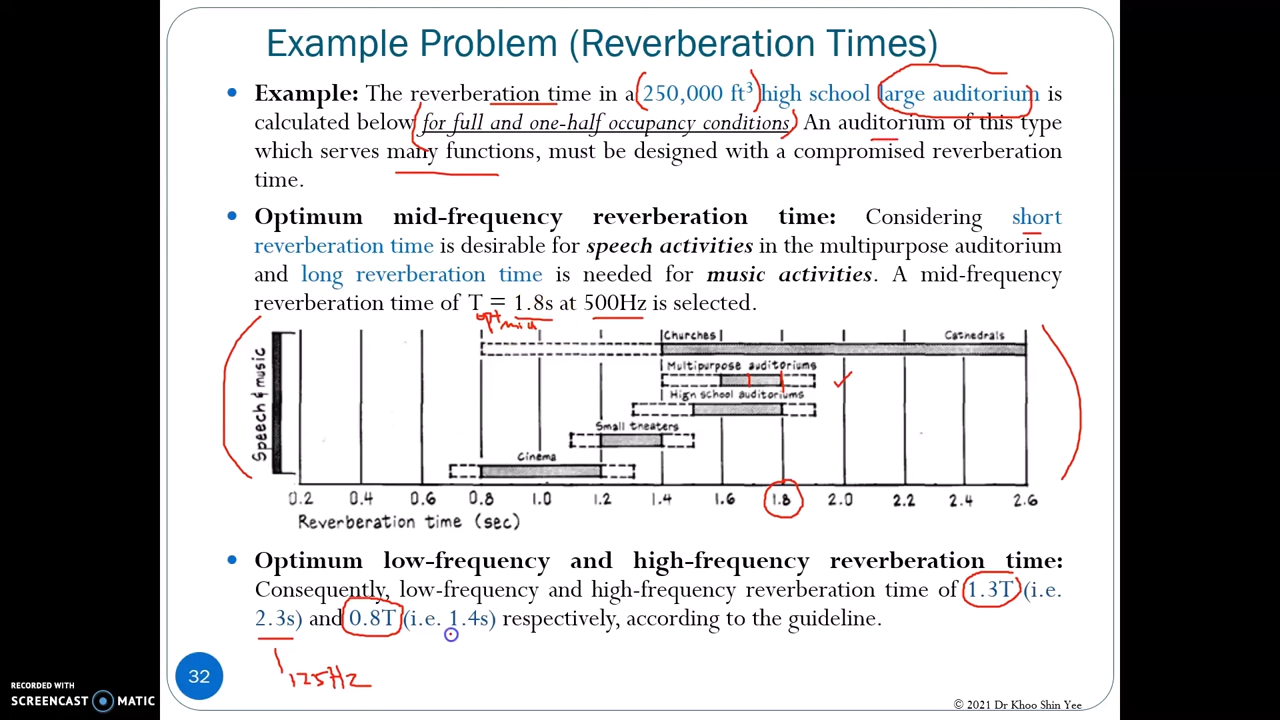 Example Problem (Reverberation Times)
• Example: The reverberation time in a 250,000 ft³ high school large auditorium is
calculated below for full and one-half occupancy conditions. An auditorium of this type
which serves many functions, must be designed with a compromised reverberation
time.
• Optimum mid-frequency reverberation time: Considering short
reverberation time is desirable for speech activities in the multipurpose auditorium
and long reverberation time is needed for music activities. A mid-frequency
reverberation time of T = 1.8s at 500Hz is selected.
opt mid
Speech & music
Churches Cathedrals
Multipurpose auditoriums
High school auditoriums
Small theaters
Cinema
0.2 0.4 0.6 0.8 1.0 1.2 1.4 1.6 1.8 2.0 2.2 2.4 2.6
Reverberation time (sec)
• Optimum low-frequency and high-frequency reverberation time:
Consequently, low-frequency and high-frequency reverberation time of 1.3T (i.e.
2.3s) and 0.8T (i.e. 1.4s) respectively, according to the guideline.
125Hz
32
RECORDED WITH
SCREENCAST MATIC
© 2021 Dr Khoo Shin Yee